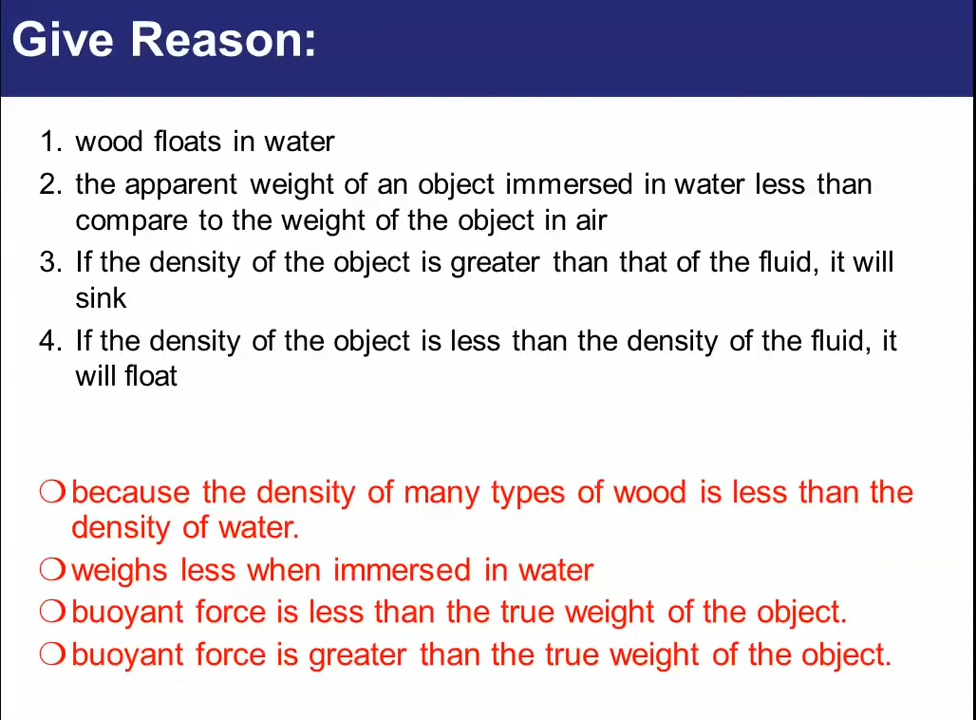 Give Reason:
1. wood floats in water
2. the apparent weight of an object immersed in water less than
compare to the weight of the object in air
3. If the density of the object is greater than that of the fluid, it will
sink
4. If the density of the object is less than the density of the fluid, it
will float
❍because the density of many types of wood is less than the
density of water.
❍weighs less when immersed in water
❍buoyant force is less than the true weight of the object.
❍buoyant force is greater than the true weight of the object.